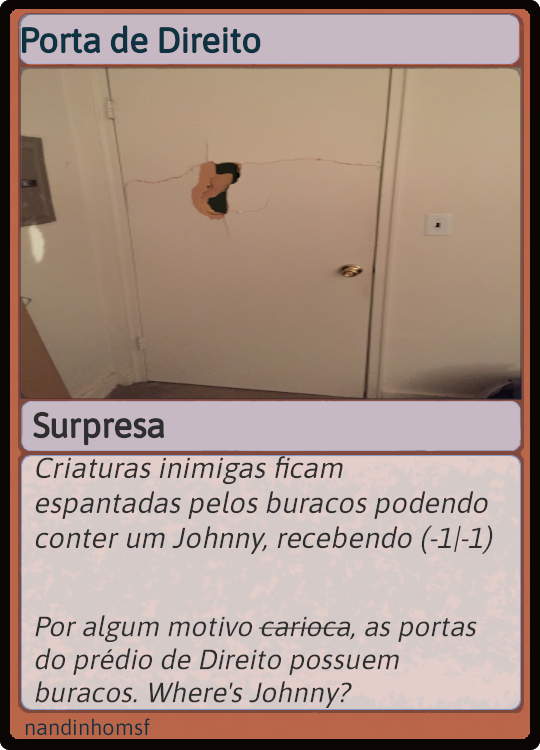 Porta de Direito
Surpresa
Criaturas inimigas ficam
espantadas pelos buracos podendo
conter um Johnny, recebendo (-1|-1)
Por algum motivo carioca, as portas
do prédio de Direito possuem
buracos. Where's Johnny?
nandinhomsf